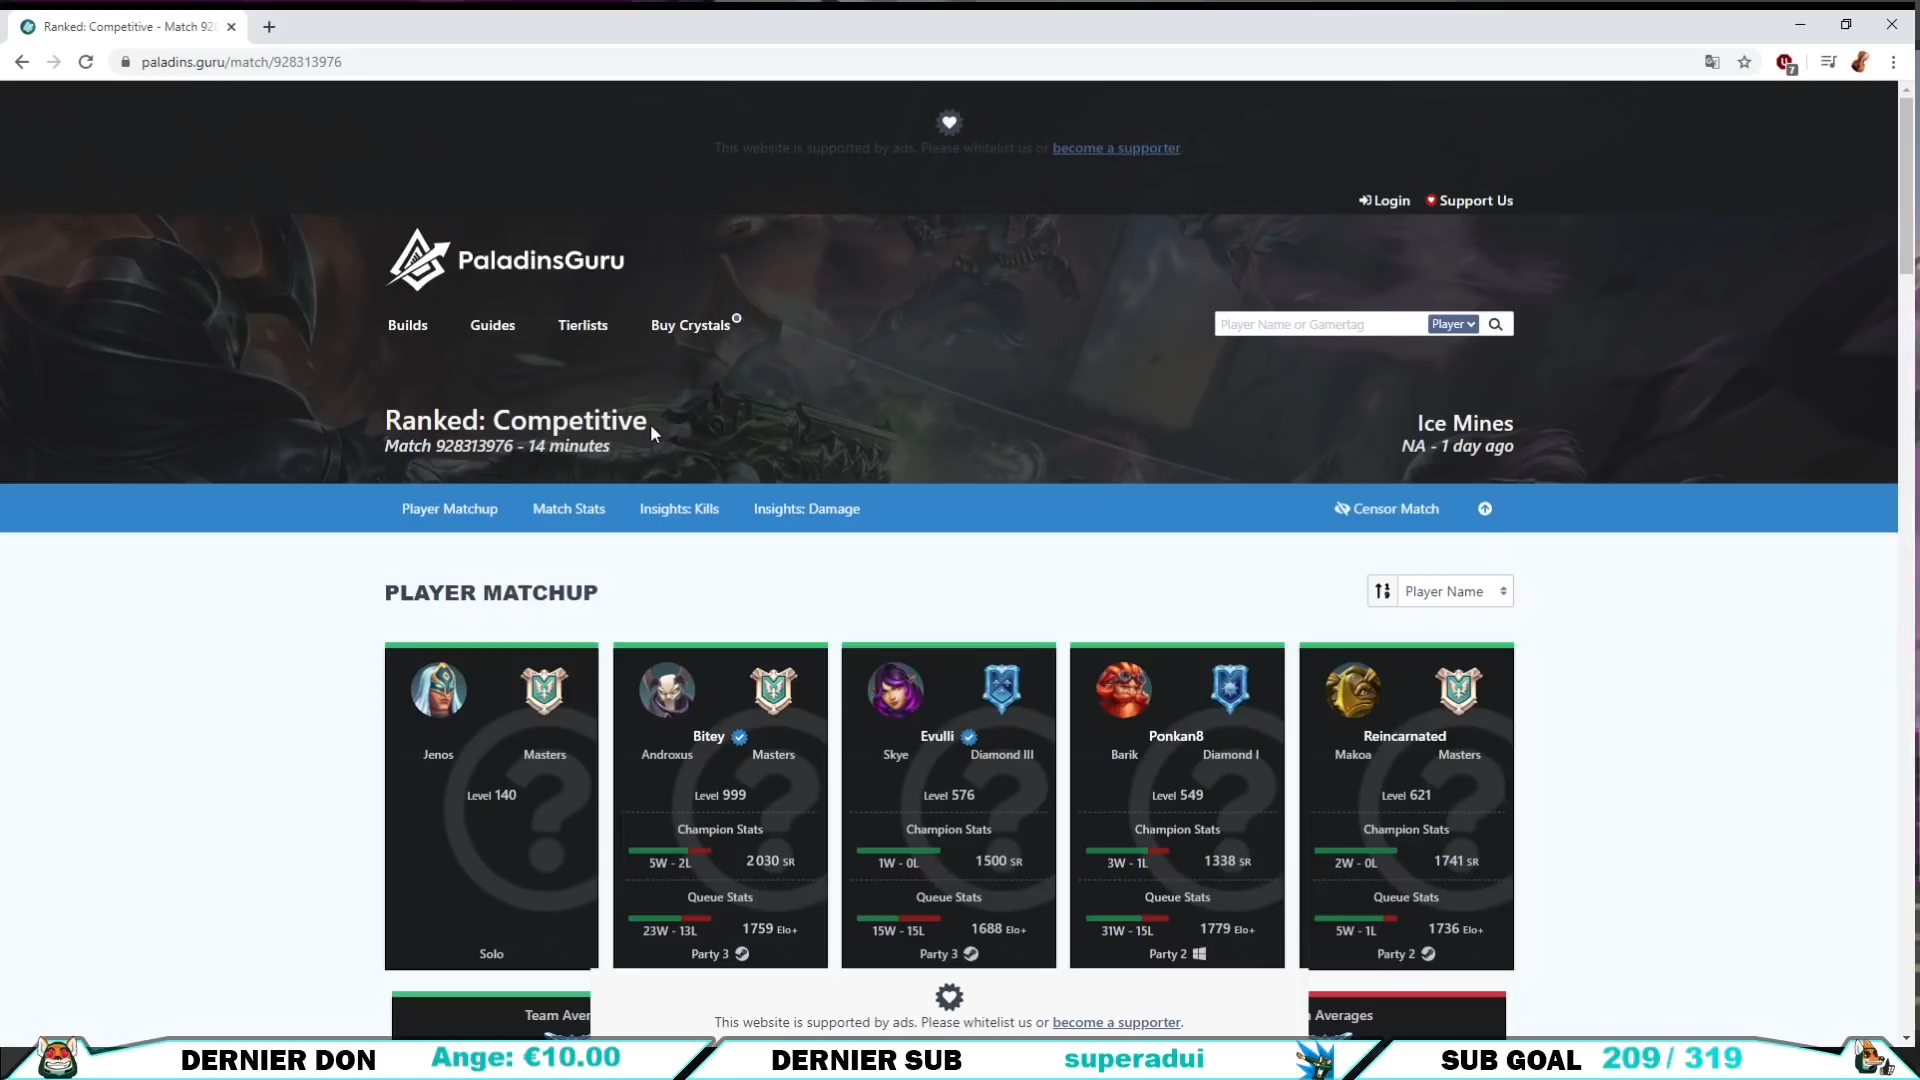 Ranked: Competitive - Match 92
paladins.guru/match/928313976
7
This website is supported by ads. Please whitelist us or become a supporter.
Login Support Us
PaladinsGuru
Builds Guides Tierlists Buy Crystals
Player Name or Gamertag Player
Ranked: Competitive
Match 928313976 - 14 minutes
Ice Mines
NA - 1 day ago
Player Matchup Match Stats Insights: Kills Insights: Damage Censor Match
PLAYER MATCHUP
Player Name
Jenos Masters
Level 140
Solo
Bitey
Androxus Masters
Level 999
Champion Stats
5W - 2L 2030 SR
Queue Stats
23W - 13L 1759 Elo+
Party 3
Evulli
Skye Diamond III
Level 576
Champion Stats
1W - 0L 1500 SR
Queue Stats
15W - 15L 1688 Elo+
Party 3
Ponkan8
Barik Diamond I
Level 549
Champion Stats
3W - 1L 1338 SR
Queue Stats
31W - 15L 1779 Elo+
Party 2
Reincarnated
Makoa Masters
Level 621
Champion Stats
2W - 0L 1741 SR
Queue Stats
5W - 1L 1736 Elo+
Party 2
Team Aver
Averages
This website is supported by ads. Please whitelist us or become a supporter.
DERNIER DON Ange: €10.00 DERNIER SUB superadui SUB GOAL 209 / 319